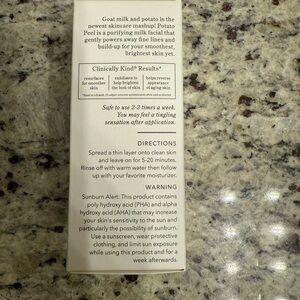 Goat milk and potato is the
newest skincare mashup! Potato
Peel is a purifying milk facial that
gently powers away fine lines and
build-up for your smoothest,
brightest skin yet.
Clinically Kind® Results*
resurfaces
for smoother
skin
exfoliates to
help brighten
the look of skin
helps reverse
appearance
of aging skin
Safe to use 2-3 times a week.
You may feel a tingling
sensation after application.
DIRECTIONS
Spread a thin layer onto clean skin
and leave on for 5-20 minutes.
Rinse off with warm water then follow
up with your favorite moisturizer.
WARNING
Sunburn Alert: This product contains
poly hydroxy acid (PHA) and alpha
hydroxy acid (AHA) that may increase
your skin's sensitivity to the sun and
particularly the possibility of sunburn.
Use a sunscreen, wear protective
clothing, and limit sun exposure
while using this product and for a
week afterwards.